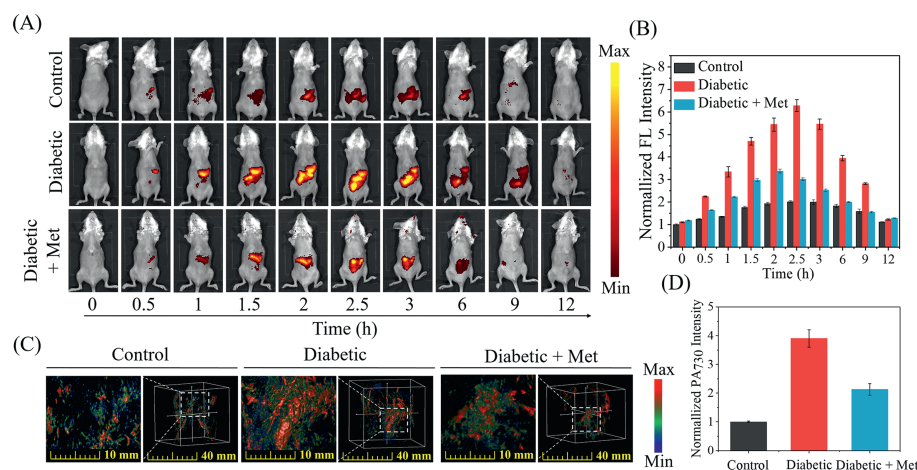 (A)
Control
Diabetic
Diabetic
+ Met
0 0.5 1 1.5 2 2.5 3 6 9 12
Time (h)
Max
Min
(B)
Normallized FL Intensity
8
7
6
5
4
3
2
1
0
Control
Diabetic
Diabetic + Met
0 0.5 1 1.5 2 2.5 3 6 9 12
Time (h)
(C)
Control
Diabetic
Diabetic + Met
10 mm
40 mm
10 mm
40 mm
10 mm
40 mm
Max
Min
(D)
Normallized PA730 Intensity
5
4
3
2
1
0
Control Diabetic Diabetic + Met